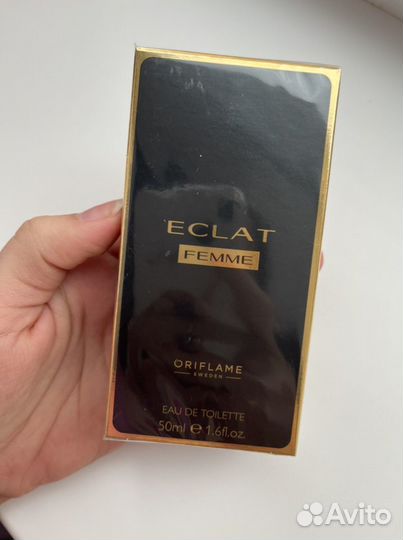 ECLAT
FEMME
ORIFLAME
SWEDEN
EAU DE TOILETTE
50ml e 1.6fl.oz.
Avito